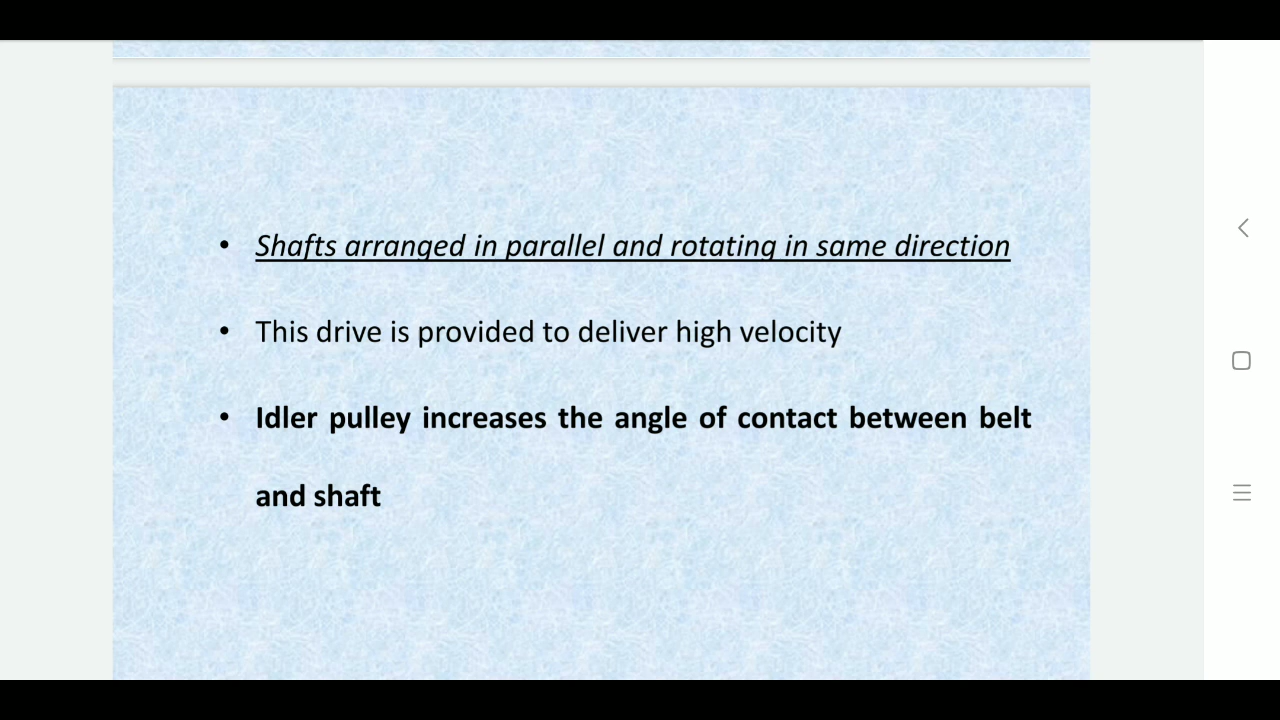 • Shafts arranged in parallel and rotating in same direction
• This drive is provided to deliver high velocity
• Idler pulley increases the angle of contact between belt
and shaft